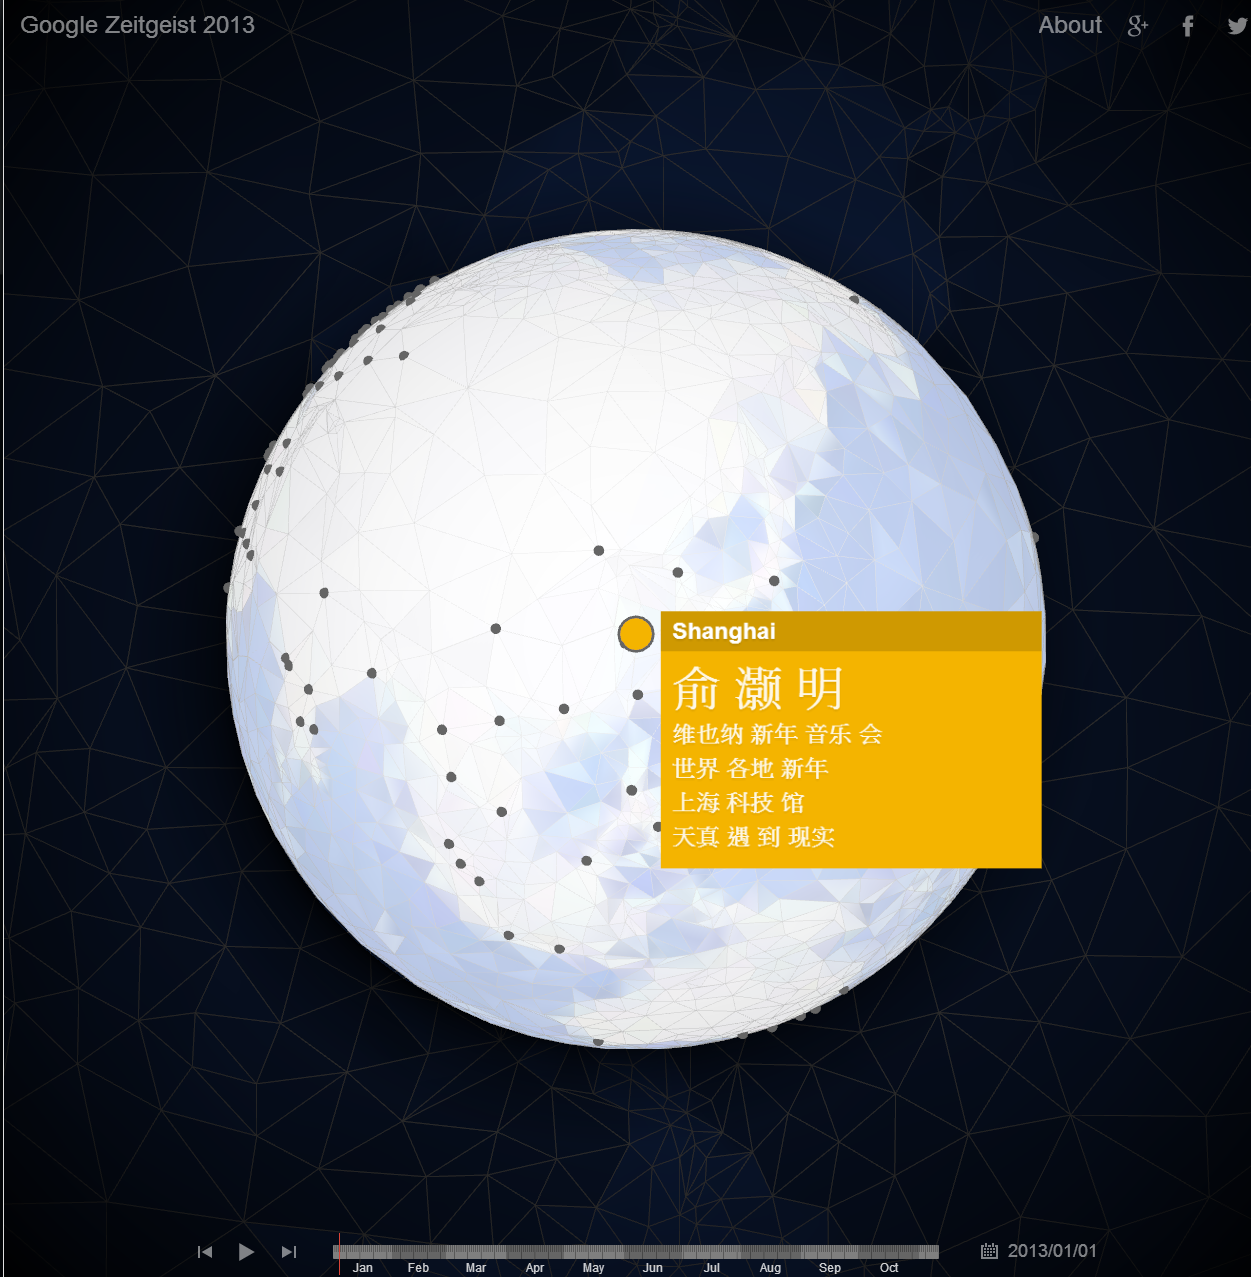 Google Zeitgeist 2013
About
Shanghai
俞 灏 明
维也纳 新年 音乐 会
世界 各地 新年
上海 科技 馆
天真 遇 到 现实
2013/01/01
Jan Feb Mar Apr May Jun Jul Aug Sep Oct